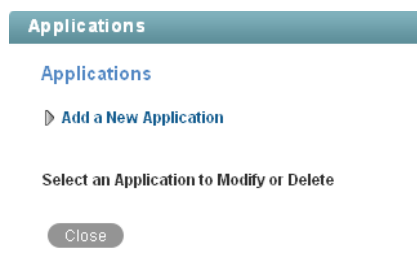 Applications
Applications
Add a New Application
Select an Application to Modify or Delete
Close